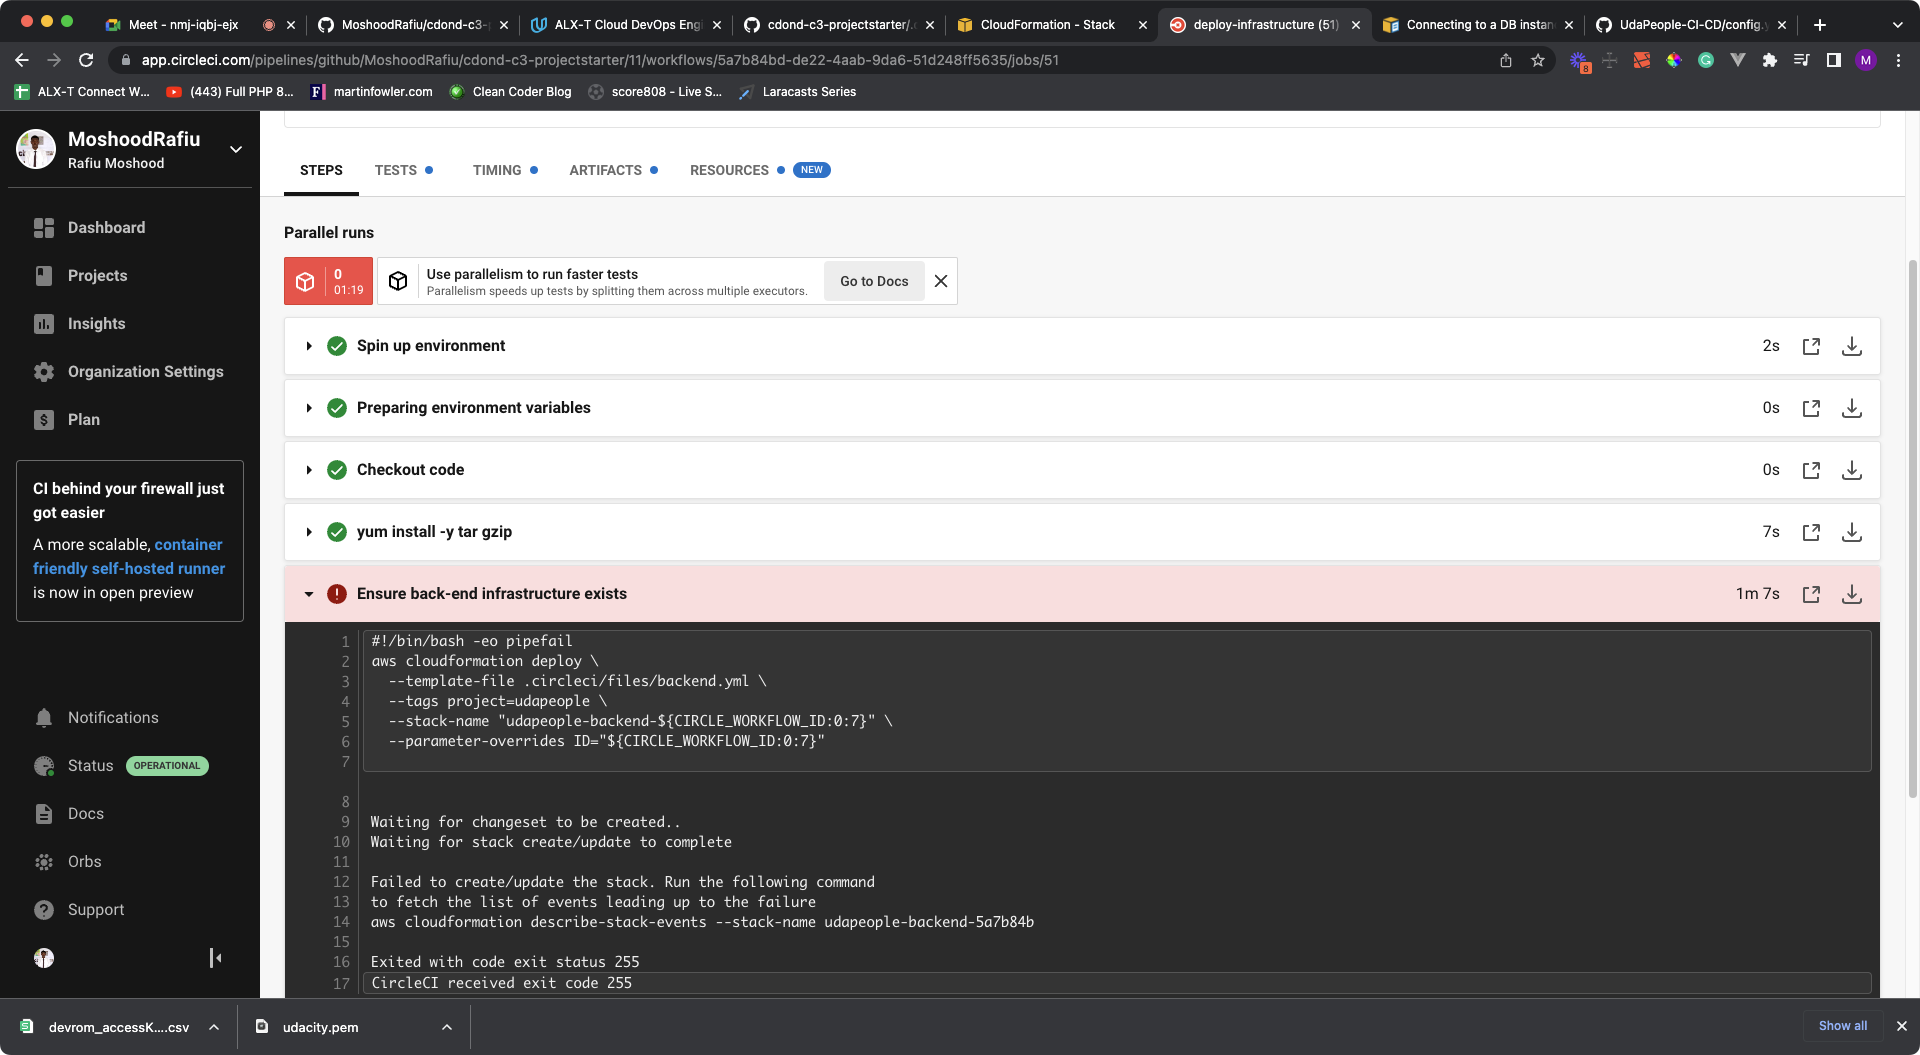 Meet - nmj-iqbj-ejx
MoshoodRafiu/cdond-c3-
ALX-T Cloud DevOps Eng
cdond-c3-projectstarter/.
CloudFormation - Stack
deploy-infrastructure (51)
Connecting to a DB instan
UdaPeople-CI-CD/config.y
app.circleci.com/pipelines/github/MoshoodRafiu/cdond-c3-projectstarter/11/workflows/5a7b84bd-de22-4aab-9da6-51d248ff5635/jobs/51
8
M
ALX-T Connect W...
(443) Full PHP 8...
martinfowler.com
Clean Coder Blog
score808 - Live S...
Laracasts Series
MoshoodRafiu
Rafiu Moshood
Dashboard
Projects
Insights
Organization Settings
Plan
CI behind your firewall just
got easier
A more scalable, container
friendly self-hosted runner
is now in open preview
Notifications
Status OPERATIONAL
Docs
Orbs
Support
STEPS
TESTS
TIMING
ARTIFACTS
RESOURCES
NEW
Parallel runs
0
01:19
Use parallelism to run faster tests
Parallelism speeds up tests by splitting them across multiple executors.
Go to Docs
Spin up environment 2s
Preparing environment variables 0s
Checkout code 0s
yum install -y tar gzip 7s
Ensure back-end infrastructure exists 1m 7s
1 #!/bin/bash -eo pipefail
2 aws cloudformation deploy \
3 --template-file .circleci/files/backend.yml \
4 --tags project=udapeople \
5 --stack-name "udapeople-backend-${CIRCLE_WORKFLOW_ID:0:7}" \
6 --parameter-overrides ID="${CIRCLE_WORKFLOW_ID:0:7}"
7
8
9 Waiting for changeset to be created..
10 Waiting for stack create/update to complete
11
12 Failed to create/update the stack. Run the following command
13 to fetch the list of events leading up to the failure
14 aws cloudformation describe-stack-events --stack-name udapeople-backend-5a7b84b
15
16 Exited with code exit status 255
17 CircleCI received exit code 255
devrom_accessK....csv
udacity.pem
Show all